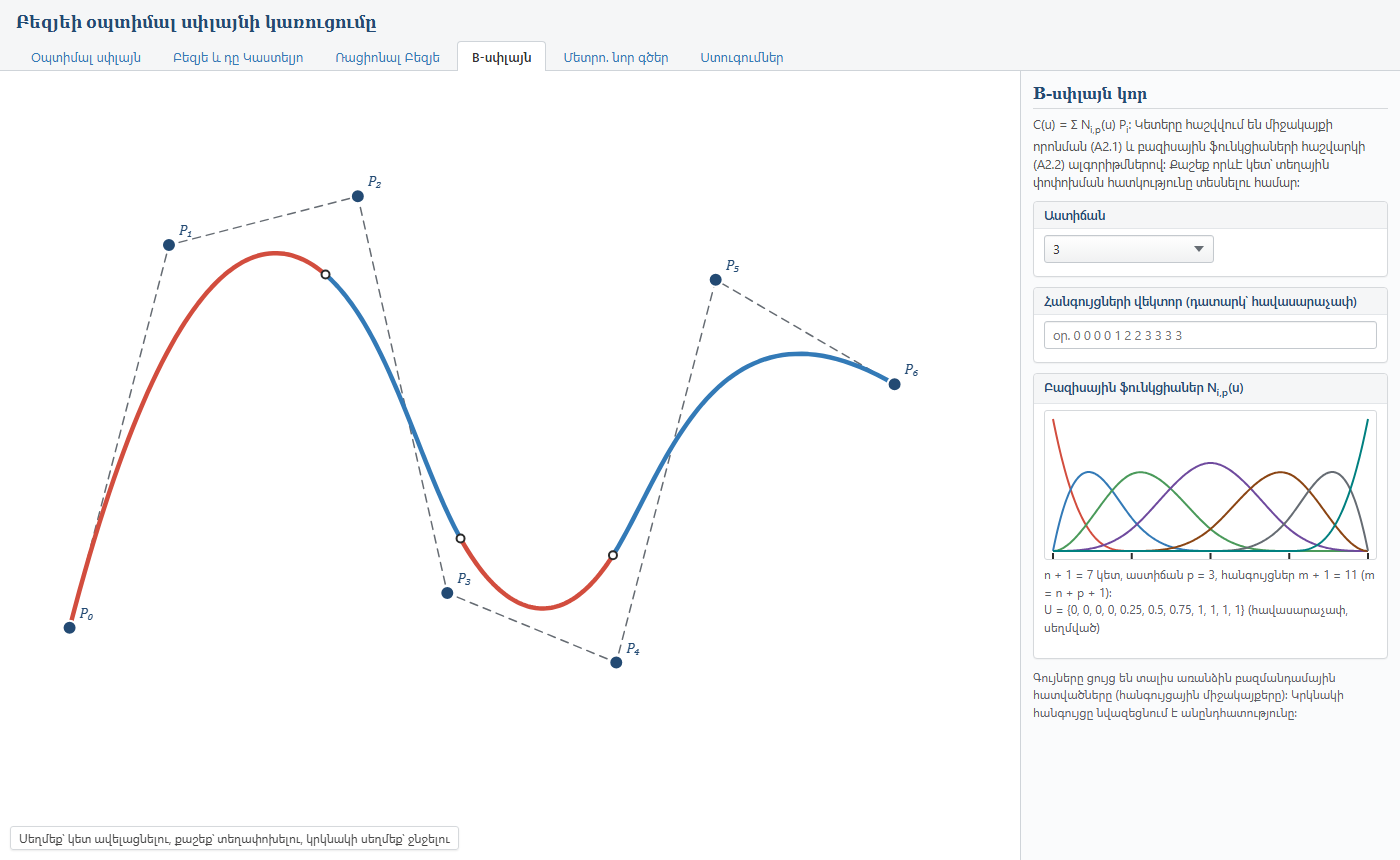 Բեզյեի օպտիմալ սփլայնի կառուցումը
Օպտիմալ սփլայն Բեզյե և դը Կաստելյո Ռացիոնալ Բեզյե B-սփլայն Մետրո. նոր գծեր Ստուգումներ
P₀
P₁
P₂
P₃
P₄
P₅
P₆
Սեղմեք՝ կետ ավելացնելու, քաշեք՝ տեղափոխելու, կրկնակի սեղմեք՝ ջնջելու
B-սփլայն կոր
C(u) = Σ Nᵢ,ₚ(u) Pᵢ: Կետերը հաշվվում են միջակայքի
որոնման (A2.1) և բազիսային ֆունկցիաների հաշվարկի
(A2.2) ալգորիթմներով: Քաշեք որևէ կետ՝ տեղային
փոփոխման հատկությունը տեսնելու համար:
Աստիճան
3
Հանգույցների վեկտոր (դատարկ՝ հավասարաչափ)
օր. 0 0 0 0 1 2 2 3 3 3 3
Բազիսային ֆունկցիաներ Nᵢ,ₚ(u)
n + 1 = 7 կետ, աստիճան p = 3, հանգույցներ m + 1 = 11 (m
= n + p + 1):
U = {0, 0, 0, 0, 0.25, 0.5, 0.75, 1, 1, 1, 1} (հավասարաչափ,
սեղմված)
Գույները ցույց են տալիս առանձին բազմանդամային
հատվածները (հանգույցային միջակայքերը): Կրկնակի
հանգույցը նվազեցնում է անընդհատությունը: